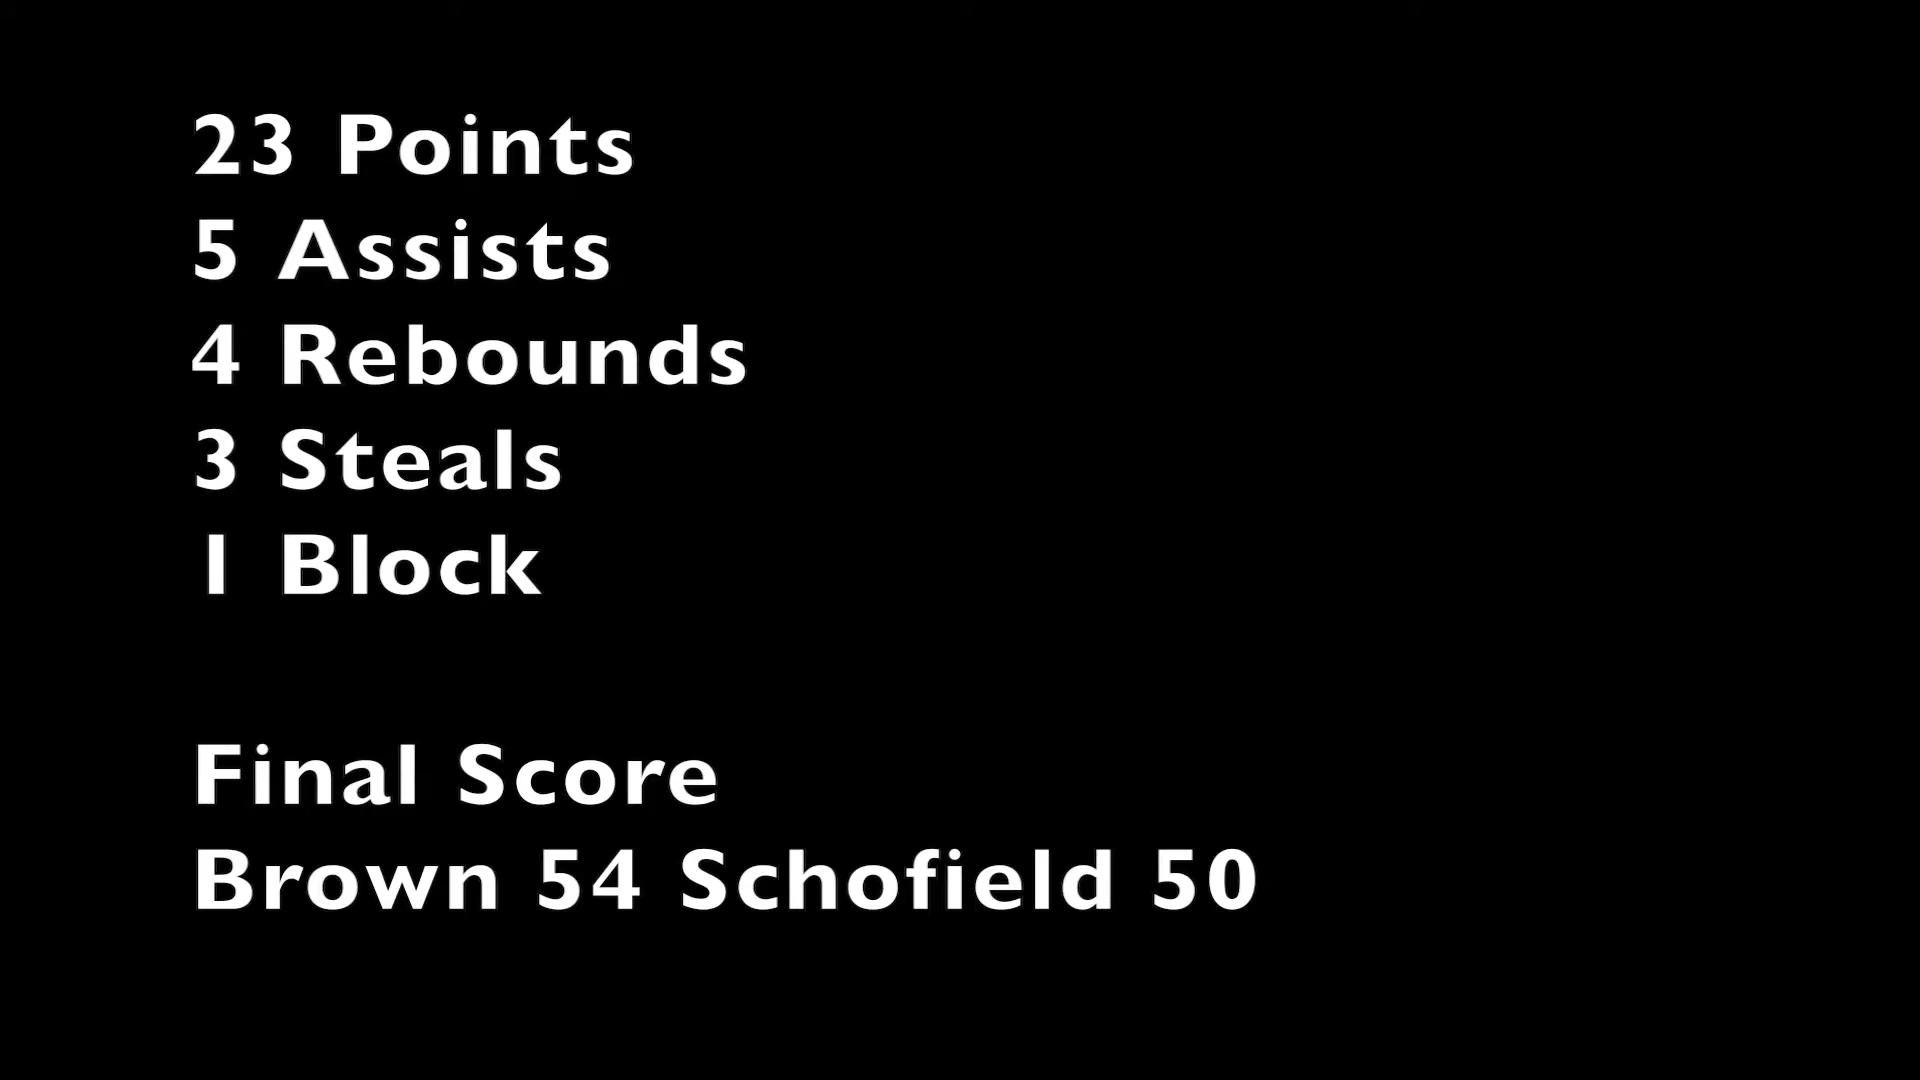 23 Points
5 Assists
4 Rebounds
3 Steals
1 Block
Final Score
Brown 54 Schofield 50